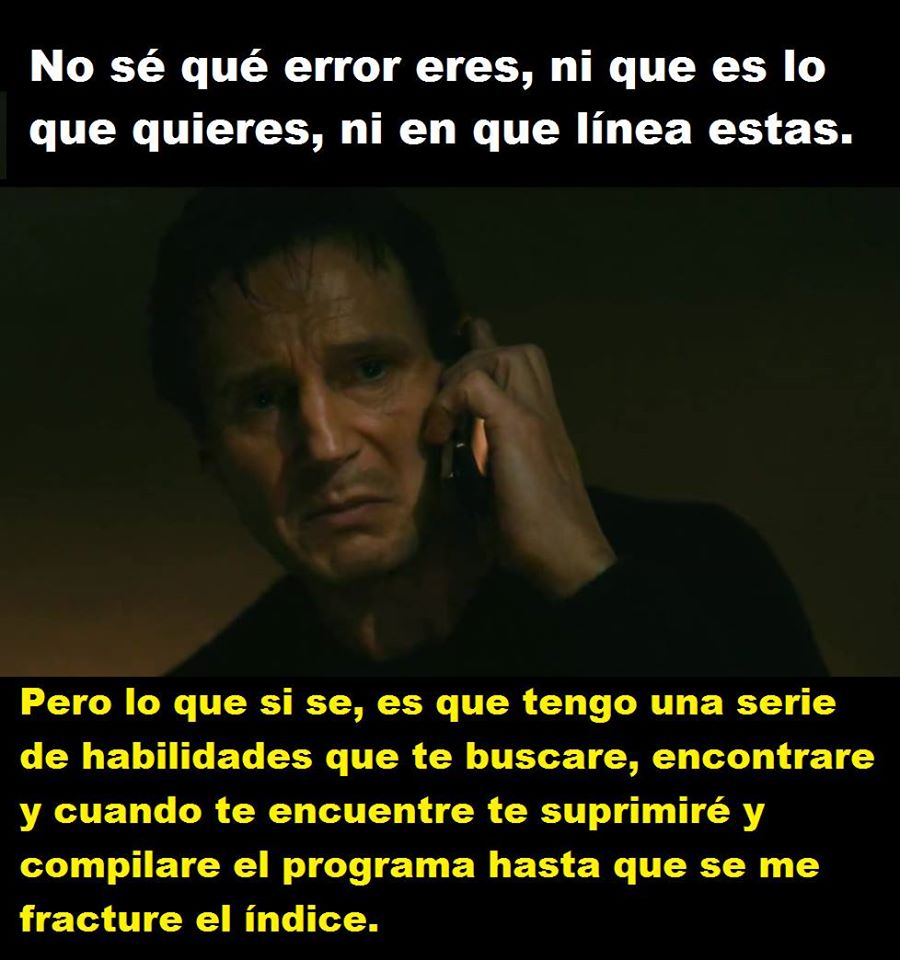 No sé qué error eres, ni que es lo
que quieres, ni en que línea estas.
Pero lo que si se, es que tengo una serie
de habilidades que te buscare, encontrare
y cuando te encuentre te suprimiré y
compilare el programa hasta que se me
fracture el índice.